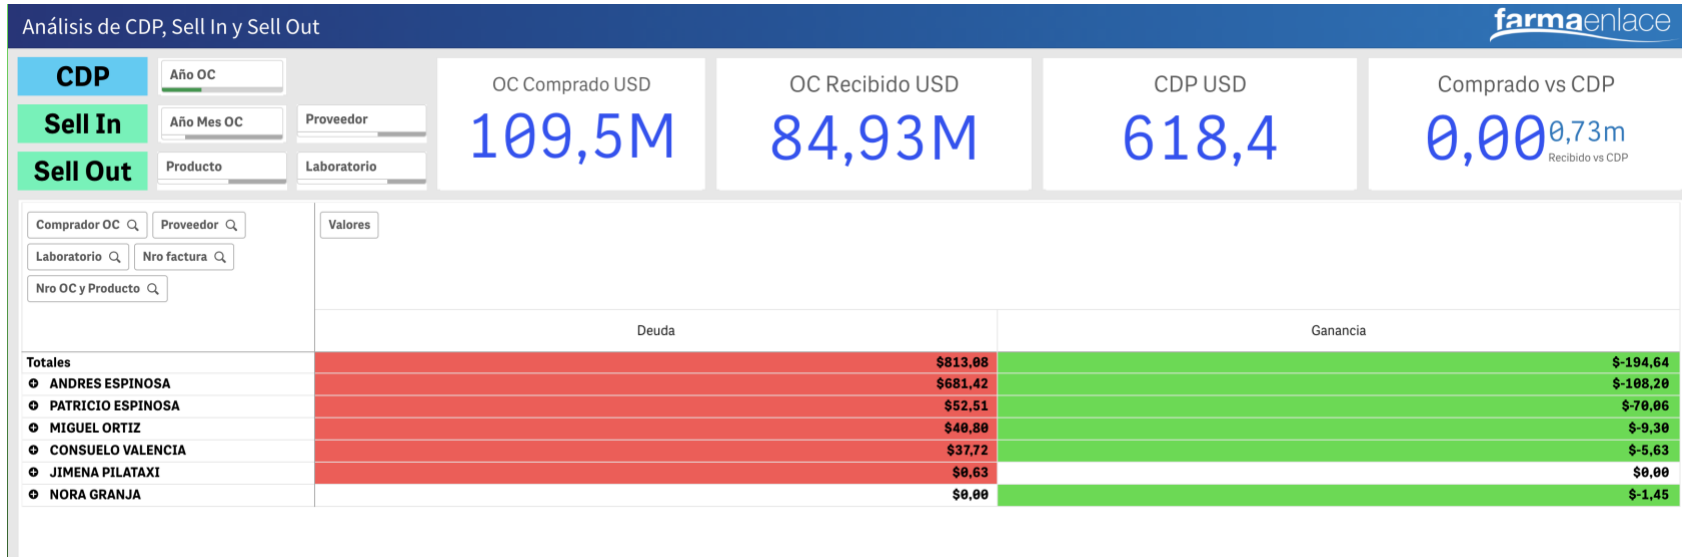 Análisis de CDP, Sell In y Sell Out
farmaenlace
CDP
Sell In
Sell Out
Año OC
Año Mes OC
Proveedor
Producto
Laboratorio
OC Comprado USD
109,5M
OC Recibido USD
84,93M
CDP USD
618,4
Comprado vs CDP
0,00
0,73m
Recibido vs CDP
Comprador OC
Proveedor
Laboratorio
Nro factura
Nro OC y Producto
Valores
Deuda Ganancia
Totales $813,08 $-194,64
ANDRES ESPINOSA $681,42 $-108,20
PATRICIO ESPINOSA $52,51 $-70,06
MIGUEL ORTIZ $40,80 $-9,30
CONSUELO VALENCIA $37,72 $-5,63
JIMENA PILATAXI $0,63 $0,00
NORA GRANJA $0,00 $-1,45